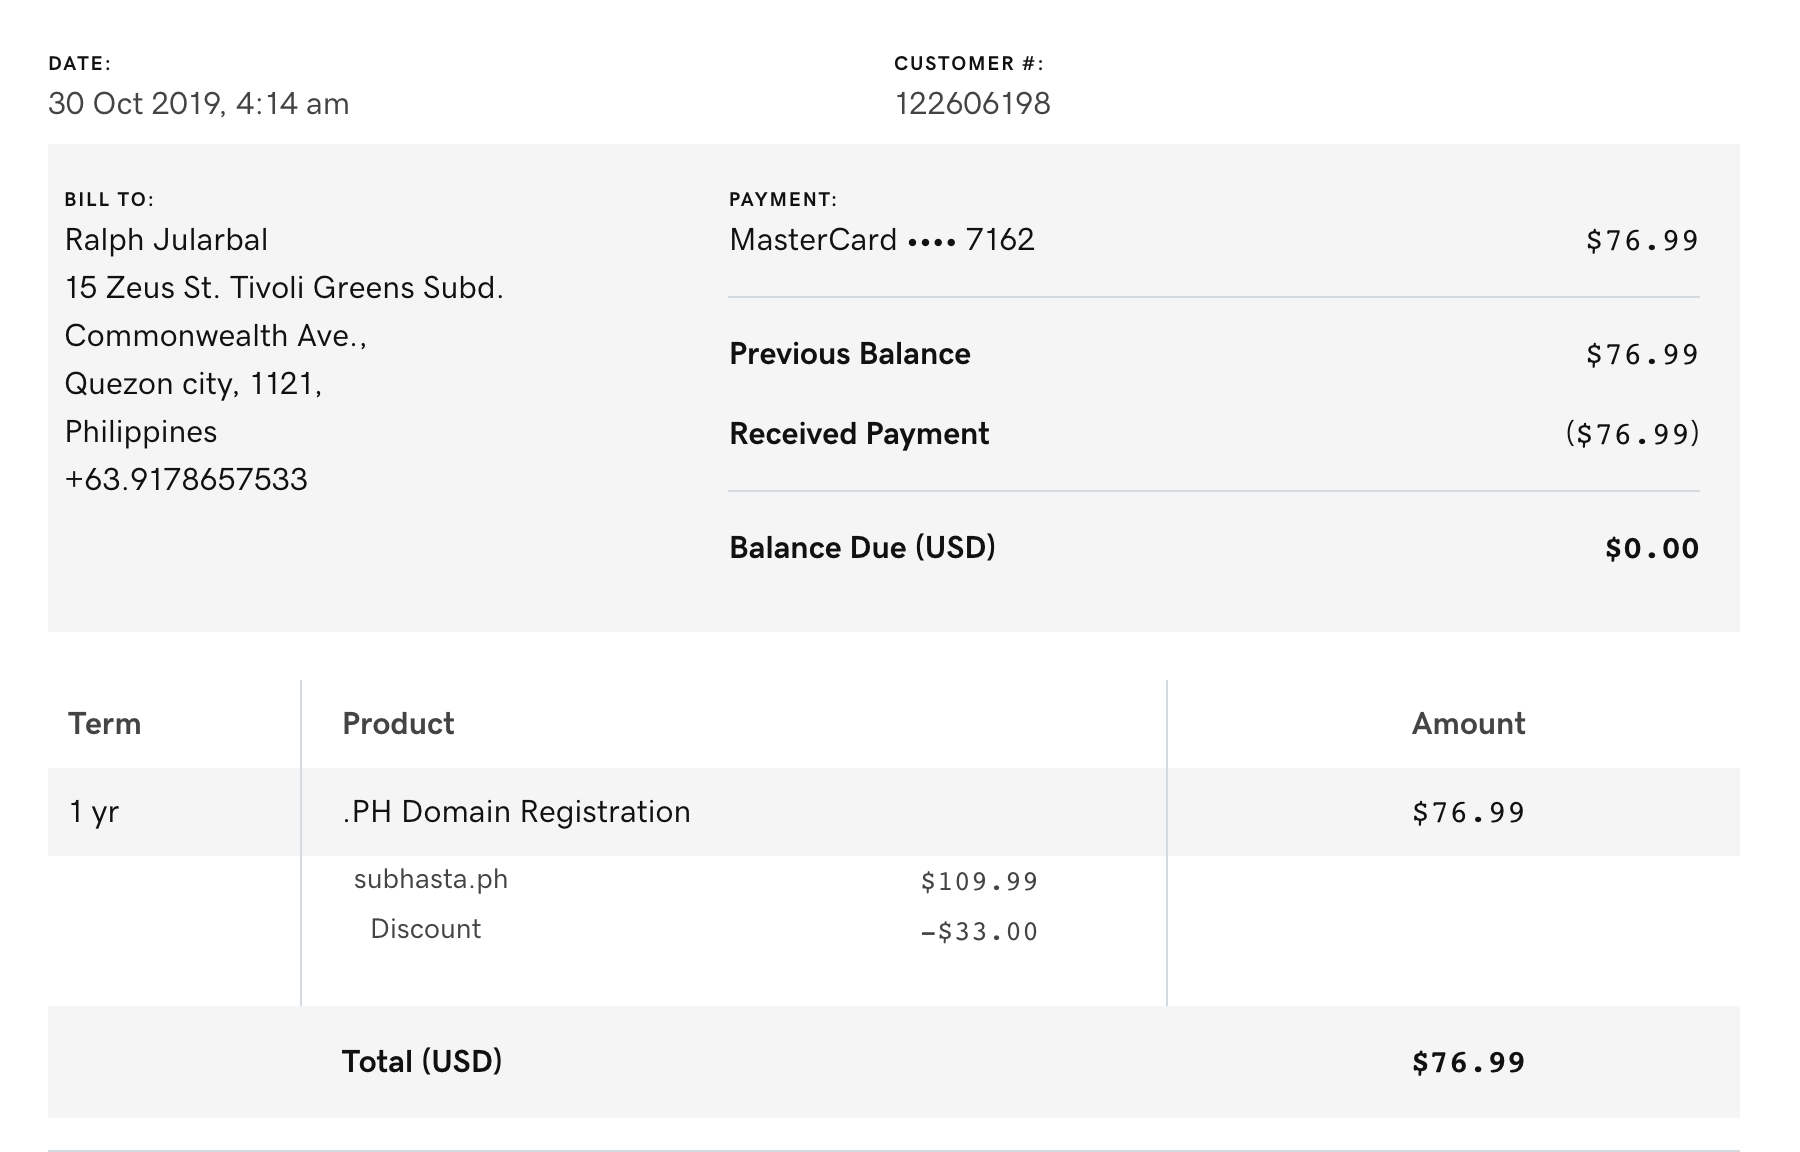 DATE:
30 Oct 2019, 4:14 am
CUSTOMER #:
122606198
BILL TO:
Ralph Jularbal
15 Zeus St. Tivoli Greens Subd.
Commonwealth Ave.,
Quezon city, 1121,
Philippines
+63.9178657533
PAYMENT:
MasterCard •••• 7162 $76.99
Previous Balance $76.99
Received Payment ($76.99)
Balance Due (USD) $0.00
Term Product Amount
1 yr .PH Domain Registration $76.99
subhasta.ph $109.99
Discount –$33.00
Total (USD) $76.99